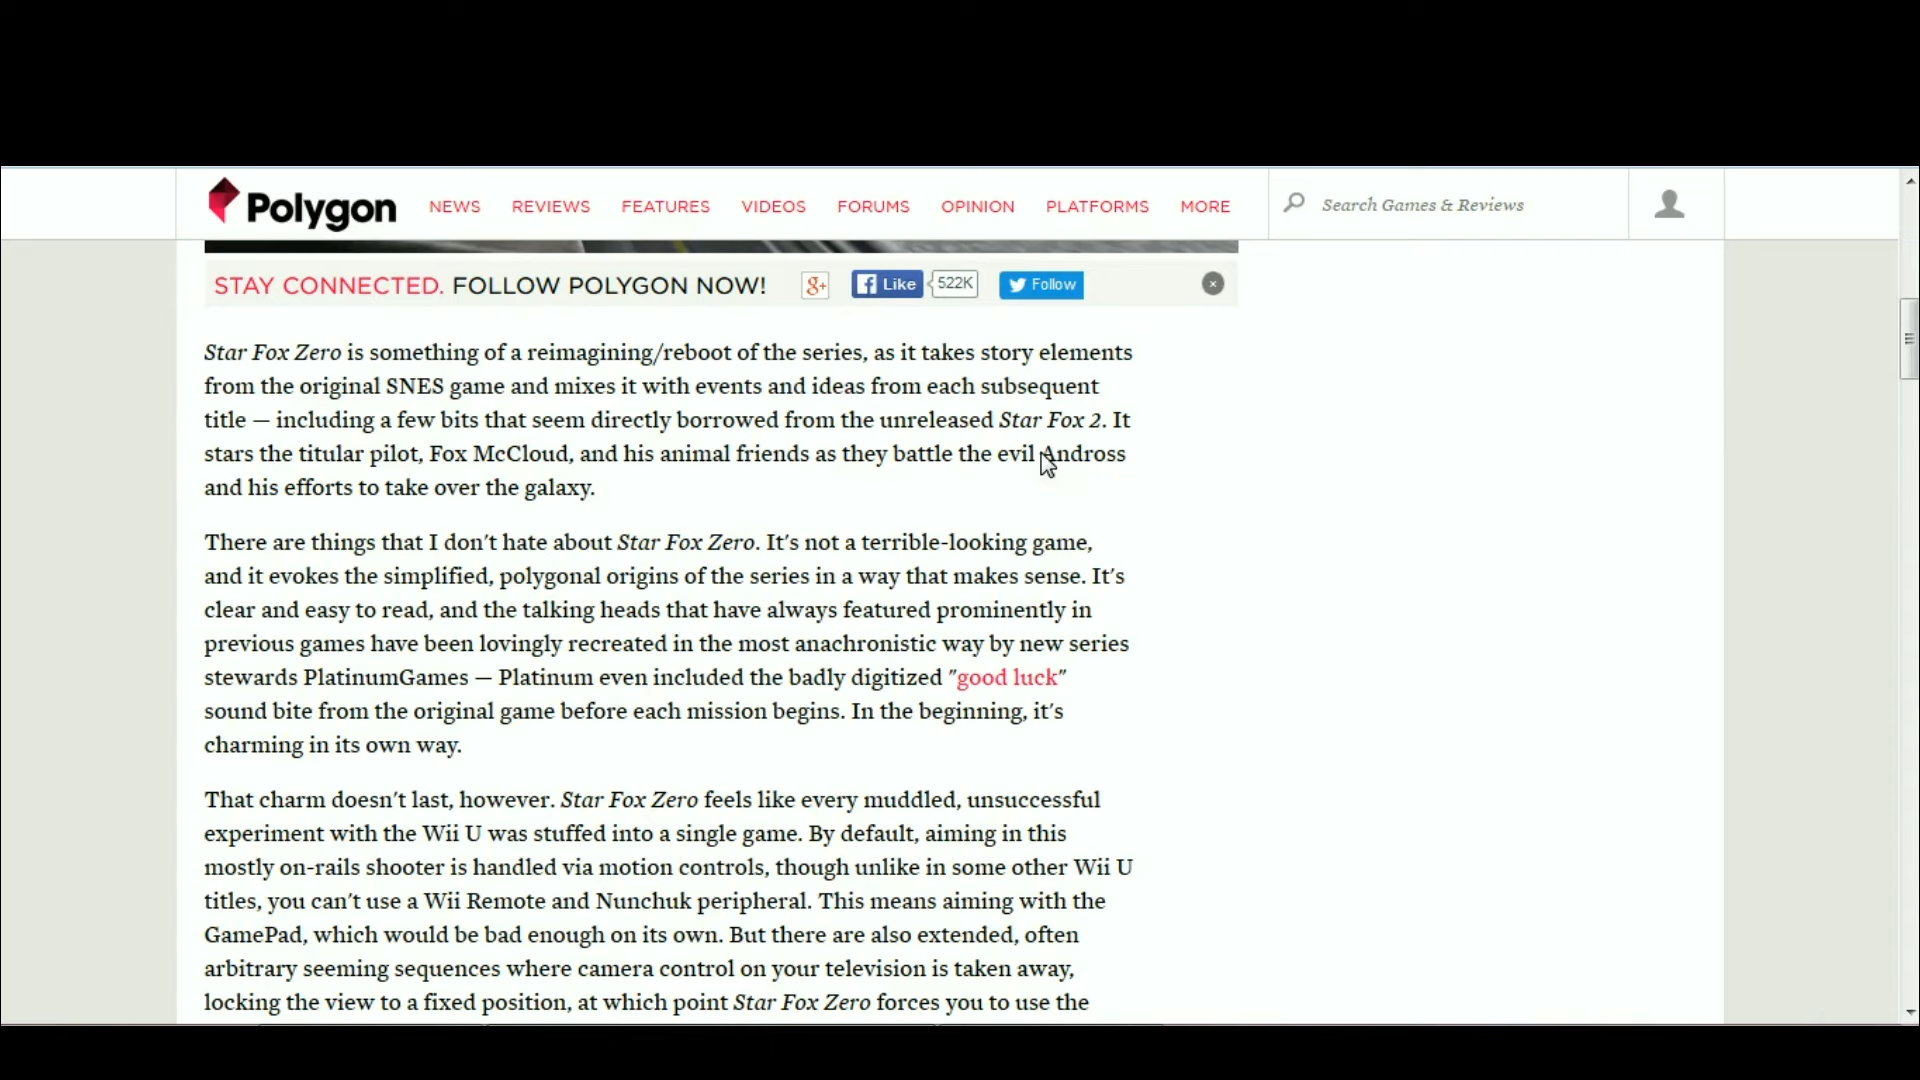 Polygon NEWS REVIEWS FEATURES VIDEOS FORUMS OPINION PLATFORMS MORE Search Games & Reviews
STAY CONNECTED. FOLLOW POLYGON NOW! g+ f Like 522K Follow
Star Fox Zero is something of a reimagining/reboot of the series, as it takes story elements
from the original SNES game and mixes it with events and ideas from each subsequent
title — including a few bits that seem directly borrowed from the unreleased Star Fox 2. It
stars the titular pilot, Fox McCloud, and his animal friends as they battle the evil Andross
and his efforts to take over the galaxy.
There are things that I don't hate about Star Fox Zero. It's not a terrible-looking game,
and it evokes the simplified, polygonal origins of the series in a way that makes sense. It's
clear and easy to read, and the talking heads that have always featured prominently in
previous games have been lovingly recreated in the most anachronistic way by new series
stewards PlatinumGames — Platinum even included the badly digitized "good luck"
sound bite from the original game before each mission begins. In the beginning, it's
charming in its own way.
That charm doesn't last, however. Star Fox Zero feels like every muddled, unsuccessful
experiment with the Wii U was stuffed into a single game. By default, aiming in this
mostly on-rails shooter is handled via motion controls, though unlike in some other Wii U
titles, you can't use a Wii Remote and Nunchuk peripheral. This means aiming with the
GamePad, which would be bad enough on its own. But there are also extended, often
arbitrary seeming sequences where camera control on your television is taken away,
locking the view to a fixed position, at which point Star Fox Zero forces you to use the